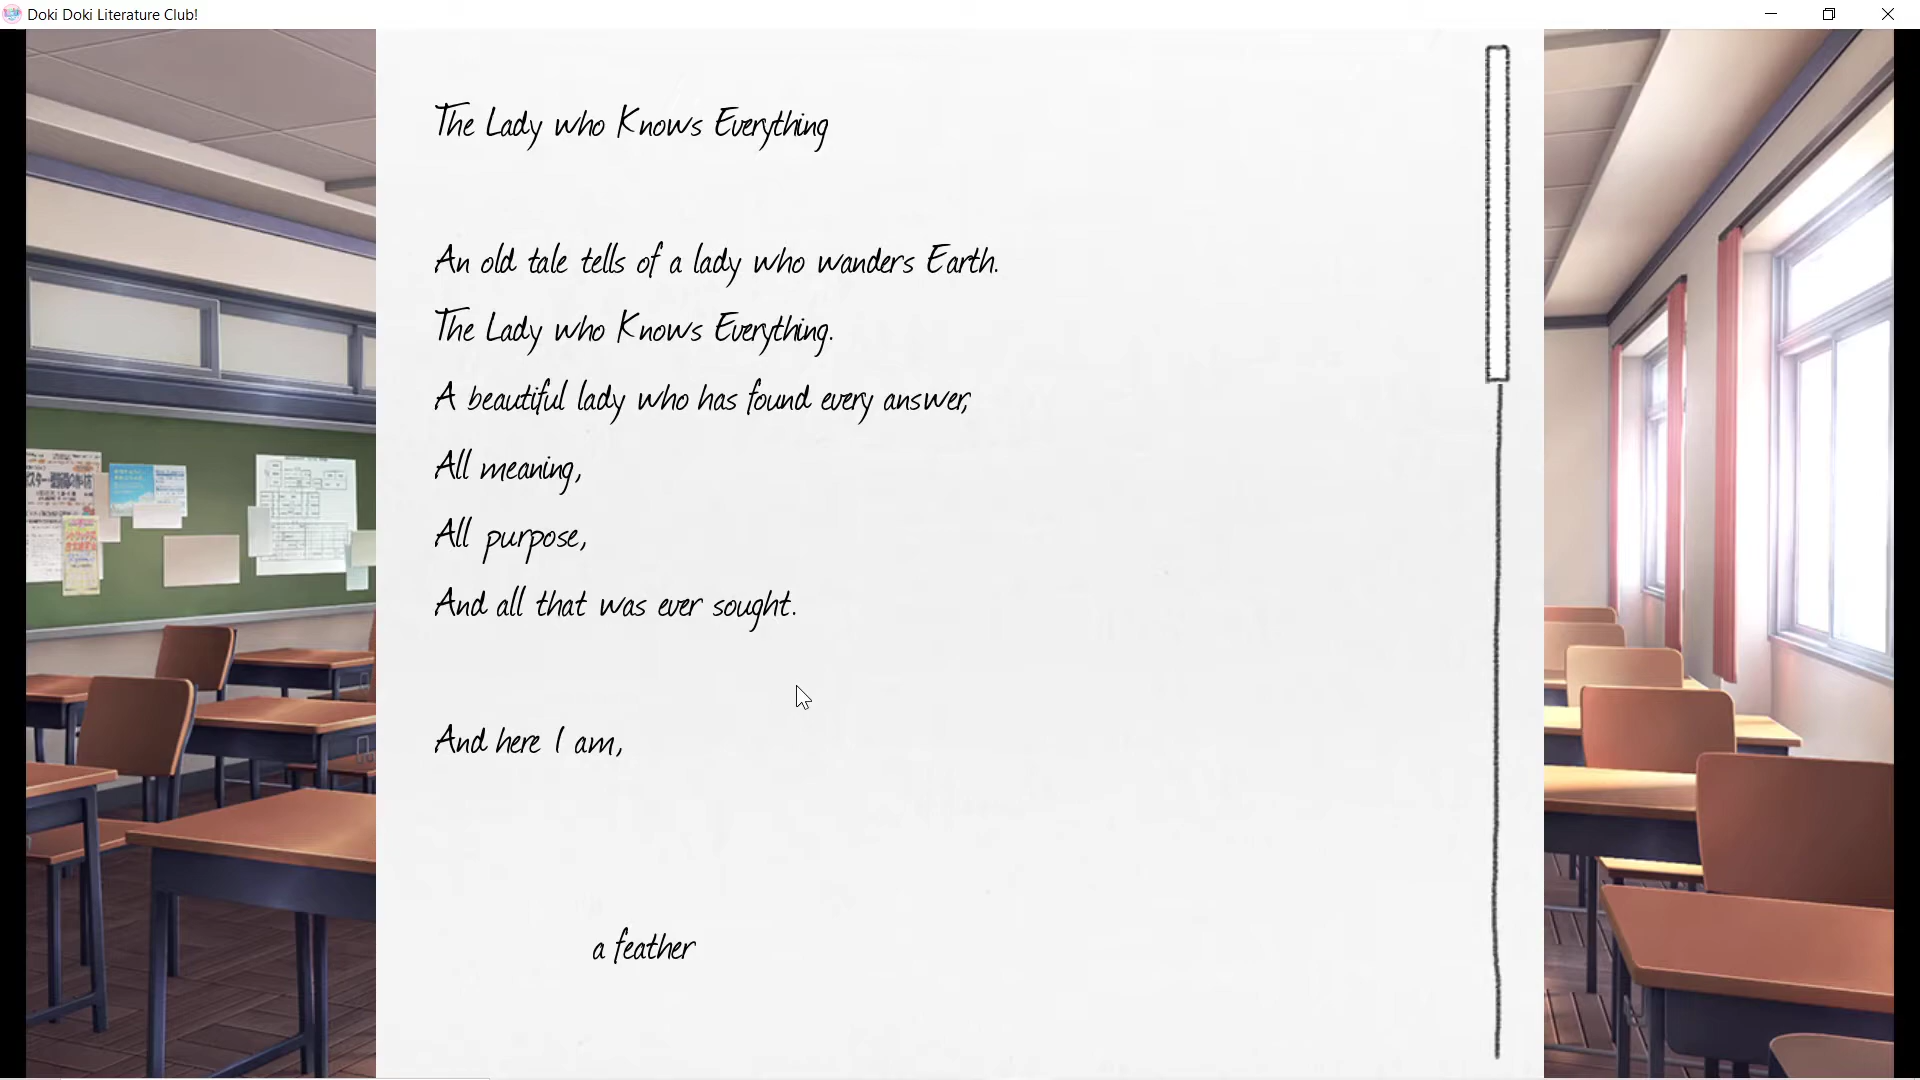 Doki Doki Literature Club!
The Lady who Knows Everything
An old tale tells of a lady who wanders Earth.
The Lady who Knows Everything.
A beautiful lady who has found every answer,
All meaning,
All purpose,
And all that was ever sought.
And here I am,
a feather